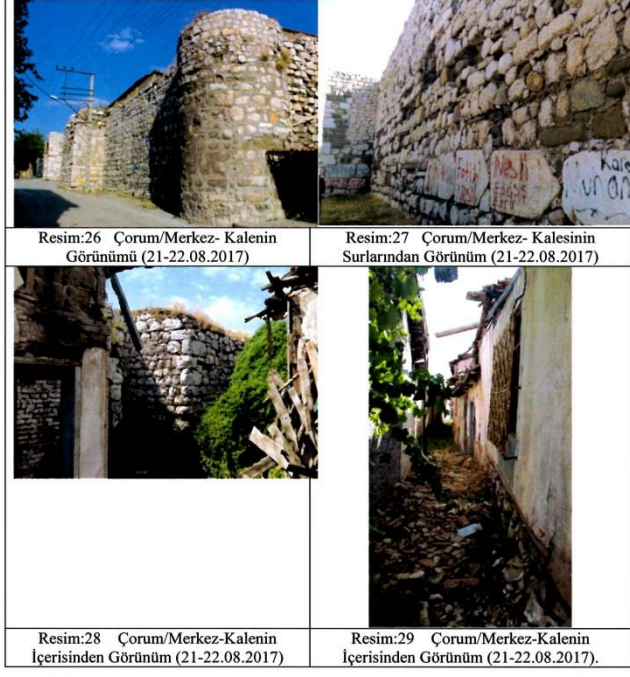 Resim:26 Çorum/Merkez- Kalenin
Görünümü (21-22.08.2017)
Resim:27 Çorum/Merkez- Kalesinin
Surlarından Görünüm (21-22.08.2017)
Nesli
Resim:28 Çorum/Merkez-Kalenin
İçerisinden Görünüm (21-22.08.2017)
Resim:29 Çorum/Merkez-Kalenin
İçerisinden Görünüm (21-22.08.2017).